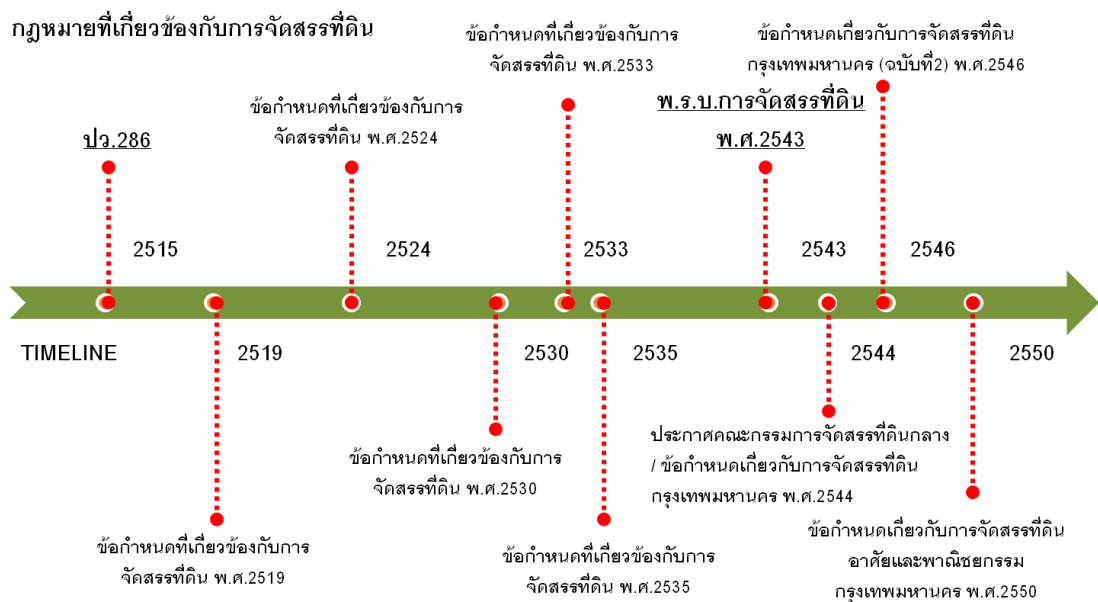 กฎหมายที่เกี่ยวข้องกับการจัดสรรที่ดิน
ข้อกำหนดที่เกี่ยวข้องกับการ
จัดสรรที่ดิน พ.ศ.2533
ข้อกำหนดเกี่ยวกับการจัดสรรที่ดิน
กรุงเทพมหานคร (ฉบับที่2) พ.ศ.2546
ข้อกำหนดที่เกี่ยวข้องกับการ
จัดสรรที่ดิน พ.ศ.2524
พ.ร.บ.การจัดสรรที่ดิน
พ.ศ.2543
ปว.286
2515
2524
2533
2543
2546
TIMELINE
2519
2530
2535
2544
2550
ข้อกำหนดที่เกี่ยวข้องกับการ
จัดสรรที่ดิน พ.ศ.2530
ประกาศคณะกรรมการจัดสรรที่ดินกลาง
/ ข้อกำหนดเกี่ยวกับการจัดสรรที่ดิน
กรุงเทพมหานคร พ.ศ.2544
ข้อกำหนดที่เกี่ยวข้องกับการ
จัดสรรที่ดิน พ.ศ.2519
ข้อกำหนดที่เกี่ยวข้องกับการ
จัดสรรที่ดิน พ.ศ.2535
ข้อกำหนดเกี่ยวกับการจัดสรรที่ดิน
อาศัยและพาณิชยกรรม
กรุงเทพมหานคร พ.ศ.2550